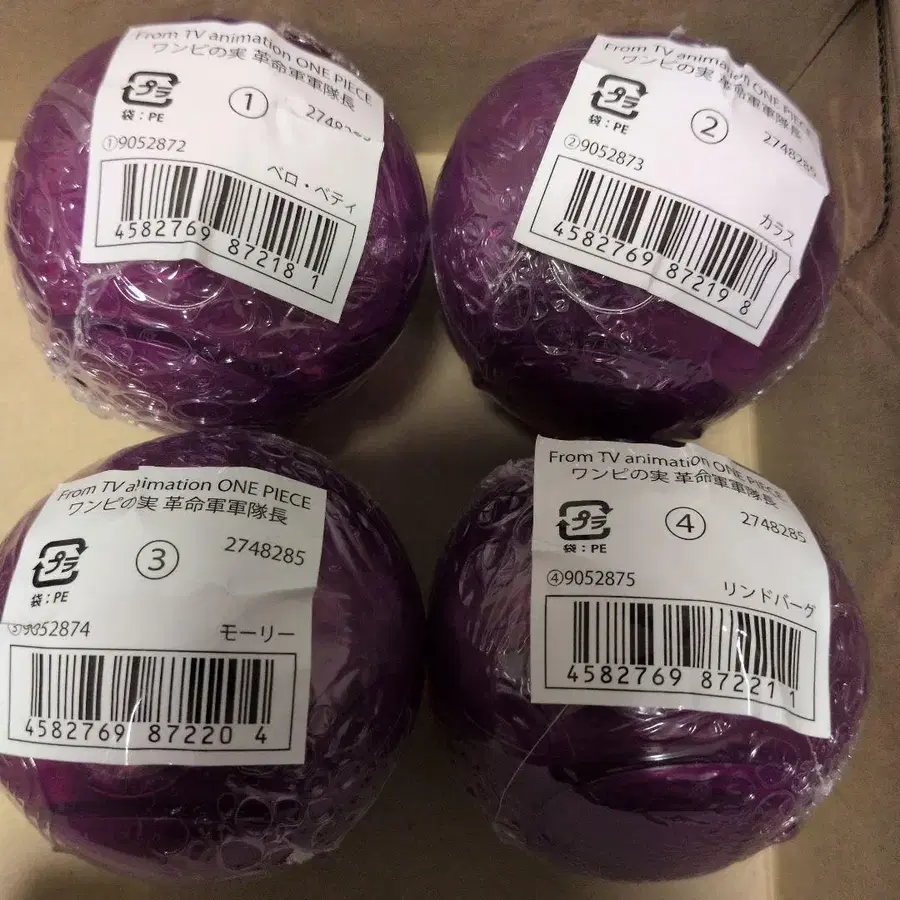 From TV animation ONE PIECE
ワンピの実 革命軍軍隊長
プラ
袋：PE
①
①9052872
ベロ・ベティ
4582769 87218 1
From TV animation ONE PIECE
ワンピの実 革命軍軍隊長
プラ
袋：PE
②
2748285
②9052873
カラス
4582769 87219 8
From TV animation ONE PIECE
ワンピの実 革命軍軍隊長
プラ
袋：PE
③
2748285
③9052874
モーリー
4582769 87220 4
From TV animation ONE PIECE
ワンピの実 革命軍軍隊長
プラ
袋：PE
④
2748285
④9052875
リンドバーグ
4582769 87221 1